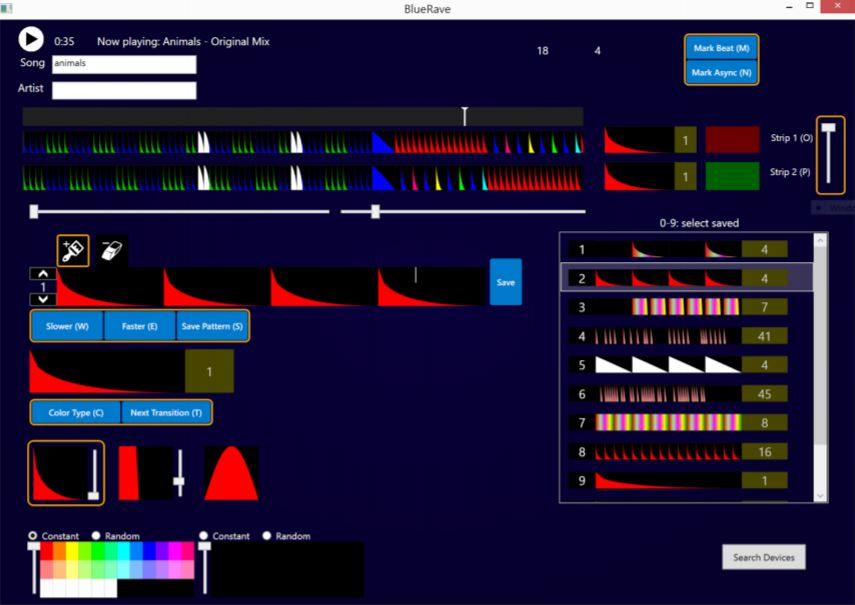 BlueRave
0:35 Now playing: Animals - Original Mix
18 4
Mark Beat (M)
Mark Async (N)
Song animals
Artist
1 Strip 1 (O)
1 Strip 2 (P)
0-9: select saved
1 4
2 4
3 7
4 41
5 4
6 45
7 8
8 16
9 1
1
Save
Slower (W) Faster (E) Save Pattern (S)
1
Color Type (C) Next Transition (T)
Constant Random Constant Random
Search Devices